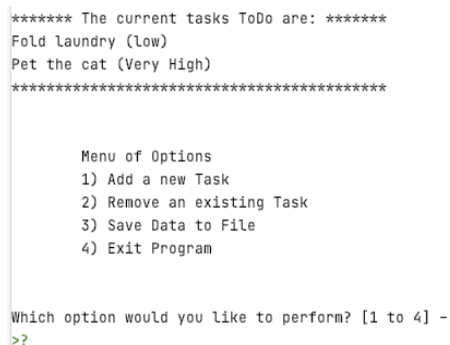 ******* The current tasks ToDo are: *******
Fold laundry (low)
Pet the cat (Very High)
*******************************************
Menu of Options
1) Add a new Task
2) Remove an existing Task
3) Save Data to File
4) Exit Program
Which option would you like to perform? [1 to 4] -
>?